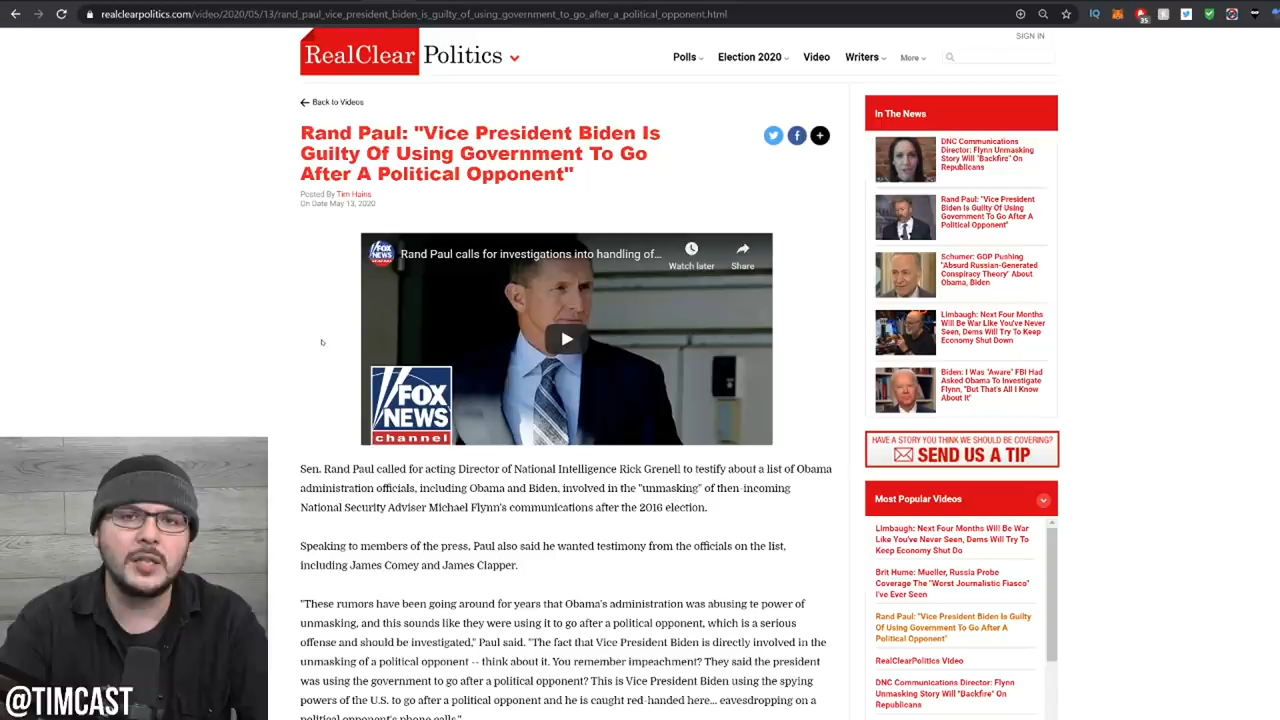 realclearpolitics.com/video/2020/05/13/rand_paul_vice_president_biden_is_guilty_of_using_government_to_go_after_a_political_opponent.html
IQ
35
SIGN IN
RealClear Politics
Polls
Election 2020
Video
Writers
More
Back to Videos
Rand Paul: "Vice President Biden Is
Guilty Of Using Government To Go
After A Political Opponent"
Posted By Tim Hains
On Date May 13, 2020
FOX
NEWS
Rand Paul calls for investigations into handling of...
Watch later
Share
FOX
NEWS
channel
Sen. Rand Paul called for acting Director of National Intelligence Rick Grenell to testify about a list of Obama
administration officials, including Obama and Biden, involved in the "unmasking" of then-incoming
National Security Adviser Michael Flynn's communications after the 2016 election.
Speaking to members of the press, Paul also said he wanted testimony from the officials on the list,
including James Comey and James Clapper.
"These rumors have been going around for years that Obama's administration was abusing te power of
unmasking, and this sounds like they were using it to go after a political opponent, which is a serious
offense and should be investigated," Paul said. "The fact that Vice President Biden is directly involved in the
unmasking of a political opponent -- think about it. You remember impeachment? They said the president
was using the government to go after a political opponent? This is Vice President Biden using the spying
powers of the U.S. to go after a political opponent and he is caught red-handed here... eavesdropping on a
political opponent's phone calls."
In The News
DNC Communications
Director: Flynn Unmasking
Story Will "Backfire" On
Republicans
Rand Paul: "Vice President
Biden Is Guilty Of Using
Government To Go After A
Political Opponent"
Schumer: GOP Pushing
"Absurd Russian-Generated
Conspiracy Theory" About
Obama, Biden
Limbaugh: Next Four Months
Will Be War Like You've Never
Seen, Dems Will Try To Keep
Economy Shut Down
Biden: I Was "Aware" FBI Had
Asked Obama To Investigate
Flynn, "But That's All I Know
About It"
HAVE A STORY YOU THINK WE SHOULD BE COVERING?
SEND US A TIP
Most Popular Videos
Limbaugh: Next Four Months Will Be War
Like You've Never Seen, Dems Will Try To
Keep Economy Shut Do
Brit Hume: Mueller, Russia Probe
Coverage The "Worst Journalistic Fiasco"
I've Ever Seen
Rand Paul: "Vice President Biden Is Guilty
Of Using Government To Go After A
Political Opponent"
RealClearPolitics Video
DNC Communications Director: Flynn
Unmasking Story Will "Backfire" On
Republicans
@TIMCAST